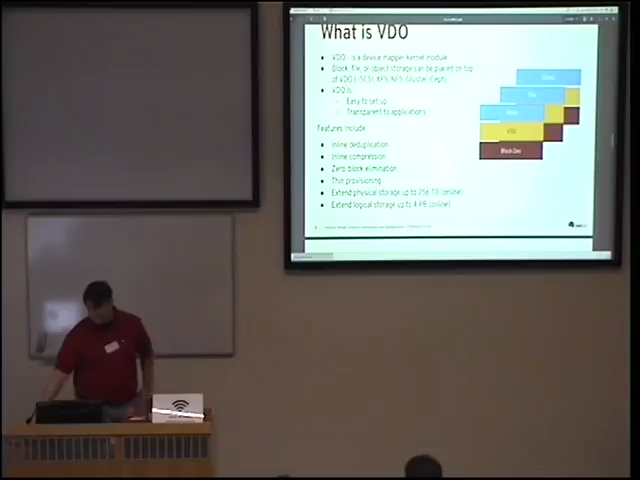 What is VDO
• VDO - is a device mapper kernel module
• Block, file, or object storage can be placed on top
of VDO (iSCSI, XFS, NFS, Gluster, Ceph)
• VDO is
Easy to set up
Transparent to applications
Features include
• Inline deduplication
• Inline compression
• Zero-block elimination
• Thin provisioning
• Extend physical storage up to 256 TB (online)
• Extend logical storage up to 4 PB (online)
VDO
Block Dev